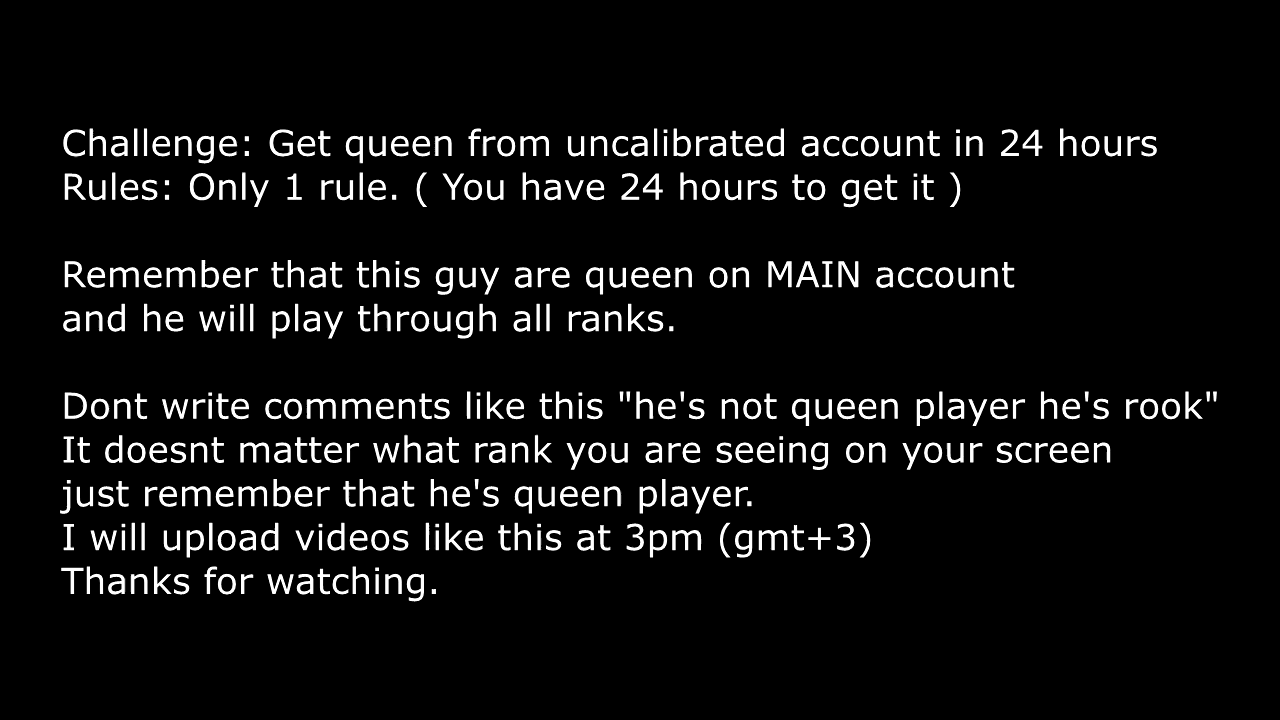 Challenge: Get queen from uncalibrated account in 24 hours
Rules: Only 1 rule. ( You have 24 hours to get it )
Remember that this guy are queen on MAIN account
and he will play through all ranks.
Dont write comments like this "he's not queen player he's rook"
It doesnt matter what rank you are seeing on your screen
just remember that he's queen player.
I will upload videos like this at 3pm (gmt+3)
Thanks for watching.